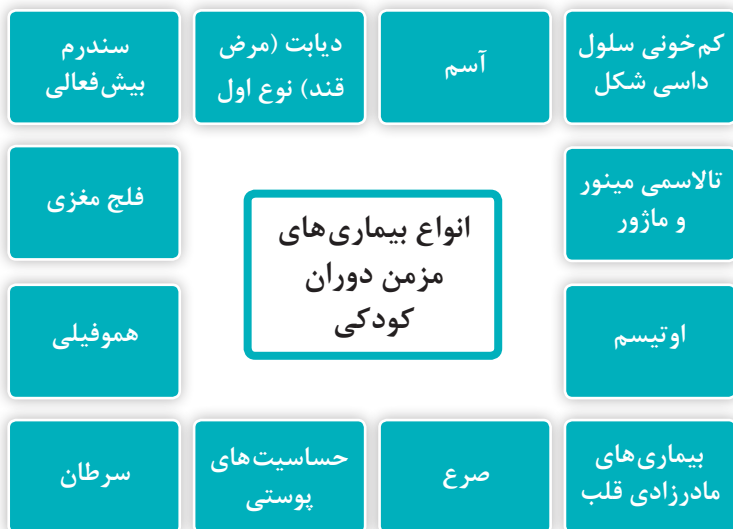 کم‌خونی سلول
داسی شکل
آسم
دیابت (مرض
قند) نوع اول
سندرم
بیش‌فعالی
تالاسمی مینور
و ماژور
انواع بیماری‌های
مزمن دوران
کودکی
فلج مغزی
اوتیسم
هموفیلی
بیماری‌های
مادرزادی قلب
صرع
حساسیت‌های
پوستی
سرطان